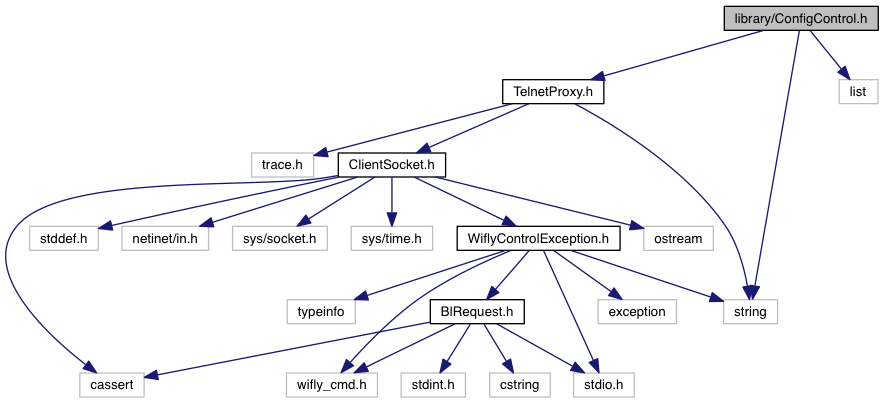 library/ConfigControl.h
TelnetProxy.h
list
trace.h
ClientSocket.h
stddef.h
netinet/in.h
sys/socket.h
sys/time.h
WiflyControlException.h
ostream
typeinfo
BlRequest.h
exception
string
cassert
wifly_cmd.h
stdint.h
cstring
stdio.h